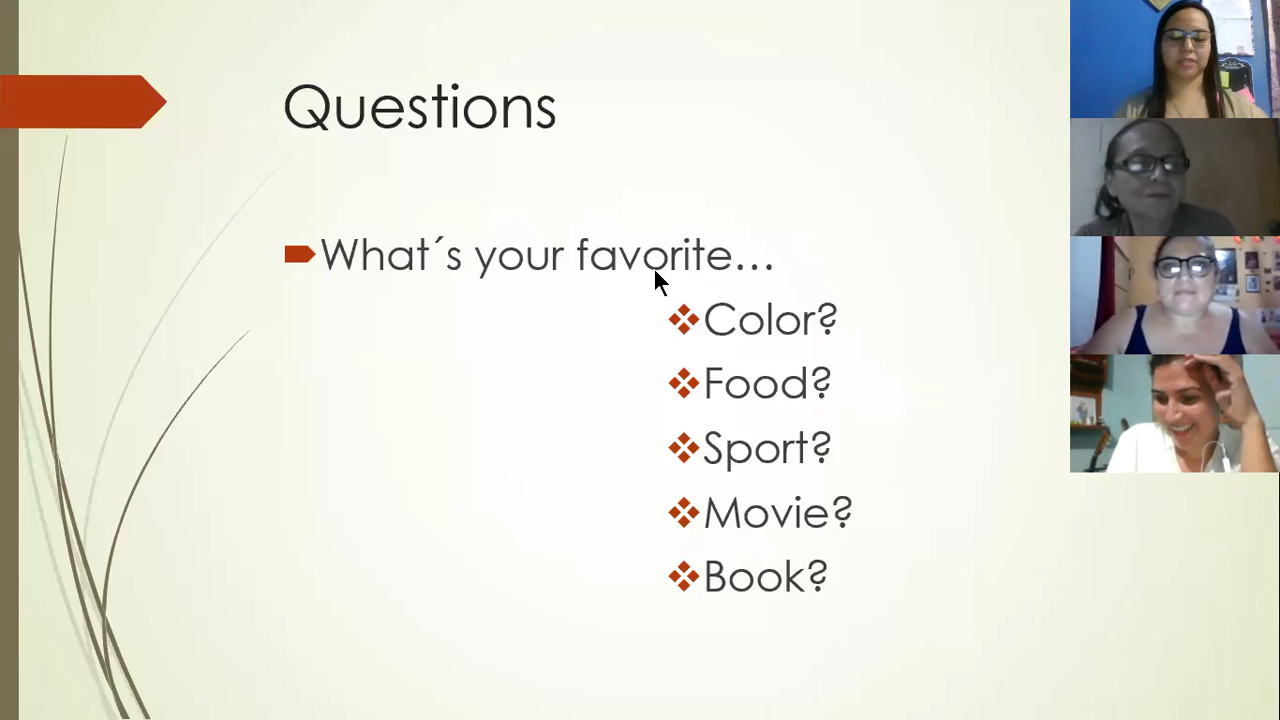 Questions
What´s your favorite…
Color?
Food?
Sport?
Movie?
Book?